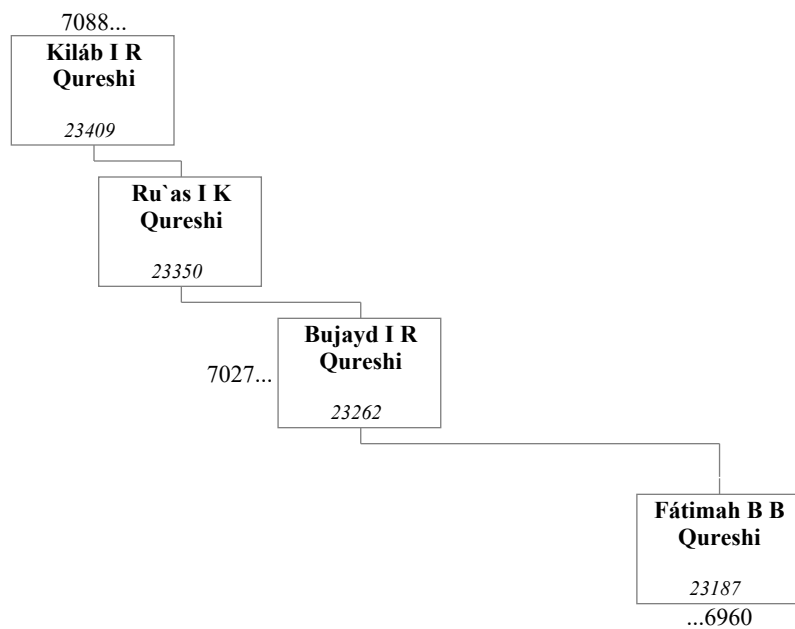 7088...
Kiláb I R
Qureshi
23409
Ru`as I K
Qureshi
23350
Bujayd I R
Qureshi
7027...
23262
Fátimah B B
Qureshi
23187
...6960